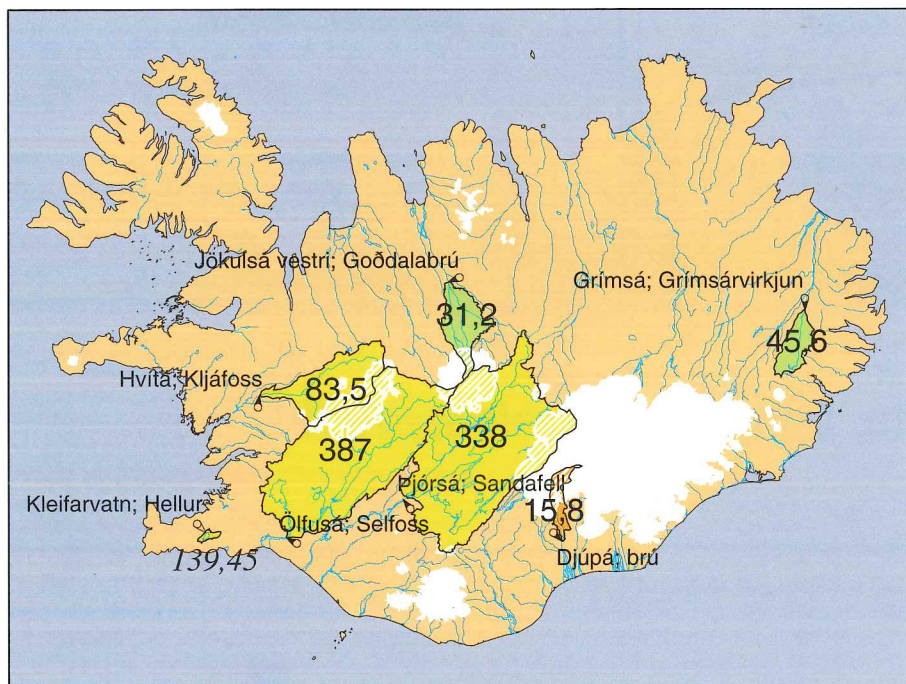 Jökulsá vestri; Goðdalabrú
Grímsá; Grímsárvirkjun
31,2
45,6
Hvítá; Kljáfoss
83,5
387
338
Þjórsá; Sandafell
Kleifarvatn; Hellur
15,8
Ölfusá; Selfoss
139,45
Djúpá; brú